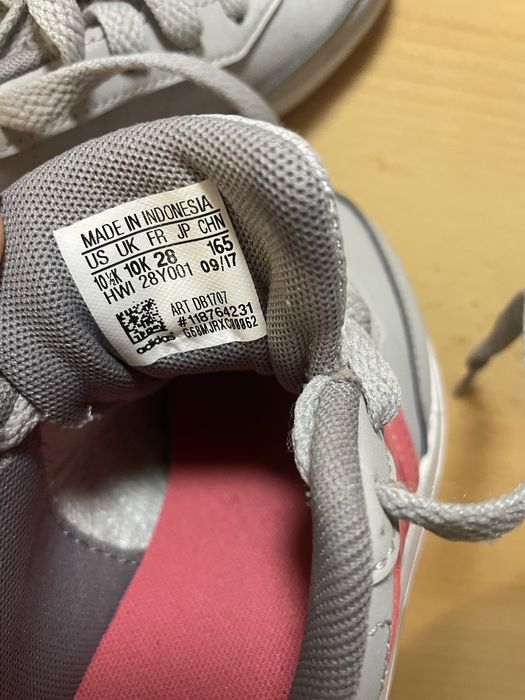 MADE IN INDONESIA
US UK FR JP CHN
10½K 10K 28 165
HWI 28Y001 09/17
ART DB1707
#118764231
adidas